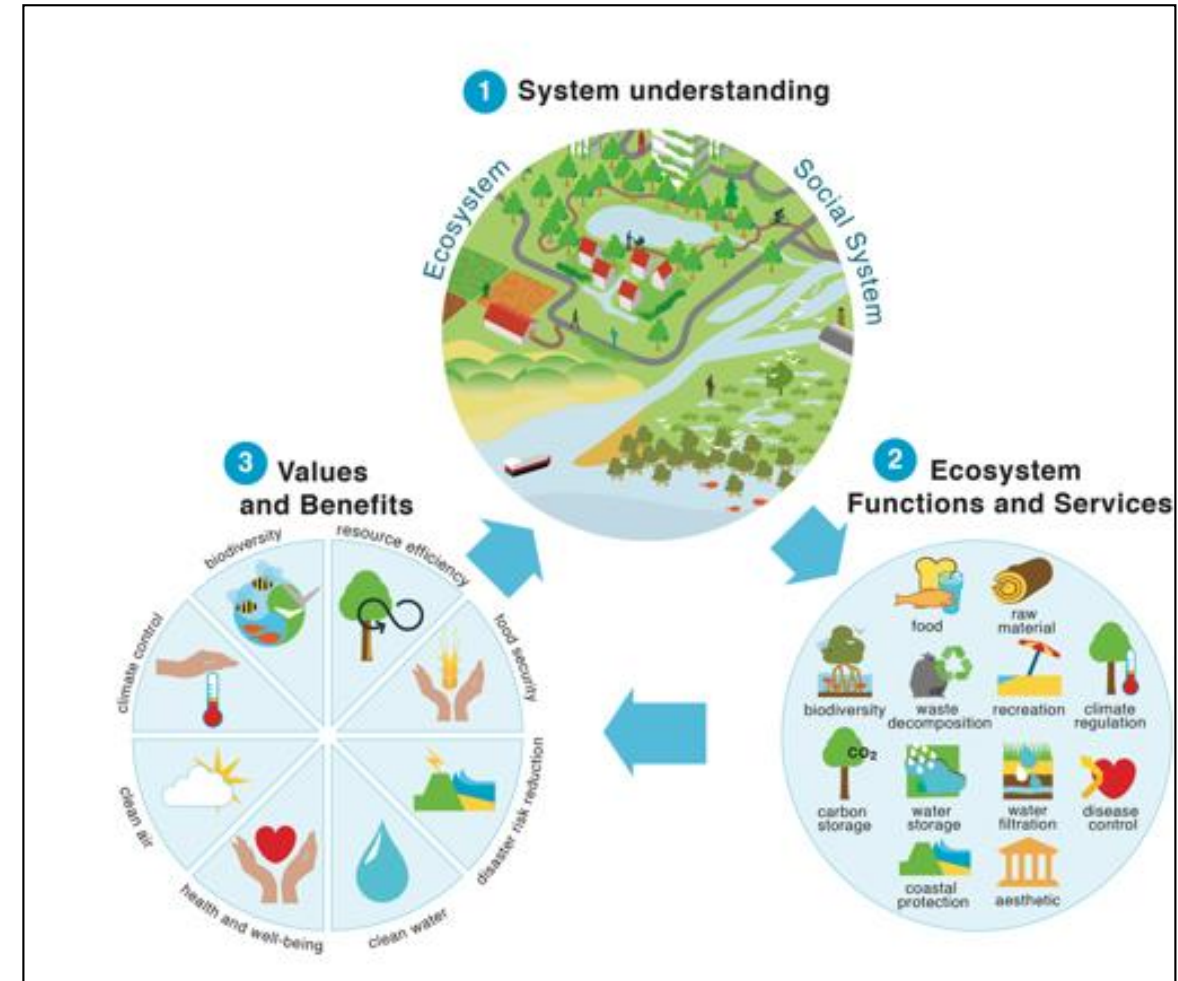 1 System understanding
Ecosystem
Social System
2 Ecosystem
Functions and Services
food
raw
material
biodiversity
waste
decomposition
recreation
climate
regulation
CO₂
carbon
storage
water
storage
water
filtration
disease
control
coastal
protection
aesthetic
3 Values
and Benefits
biodiversity
resource efficiency
food security
disaster risk reduction
clean water
health and well-being
clean air
climate control